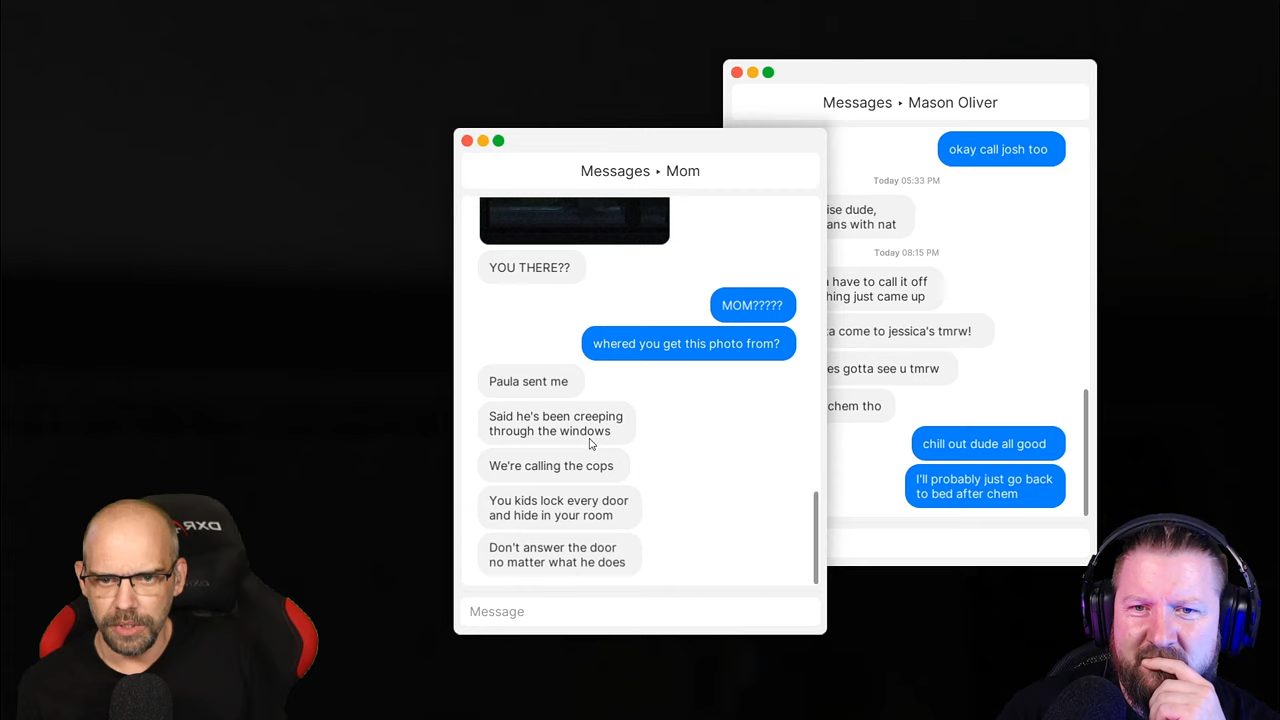 Messages ‣ Mason Oliver
okay call josh too
Today 05:33 PM
ise dude,
ans with nat
Today 08:15 PM
have to call it off
hing just came up
a come to jessica's tmrw!
es gotta see u tmrw
chem tho
chill out dude all good
I'll probably just go back
to bed after chem
Messages ‣ Mom
YOU THERE??
MOM?????
whered you get this photo from?
Paula sent me
Said he's been creeping
through the windows
We're calling the cops
You kids lock every door
and hide in your room
Don't answer the door
no matter what he does
Message
DXR